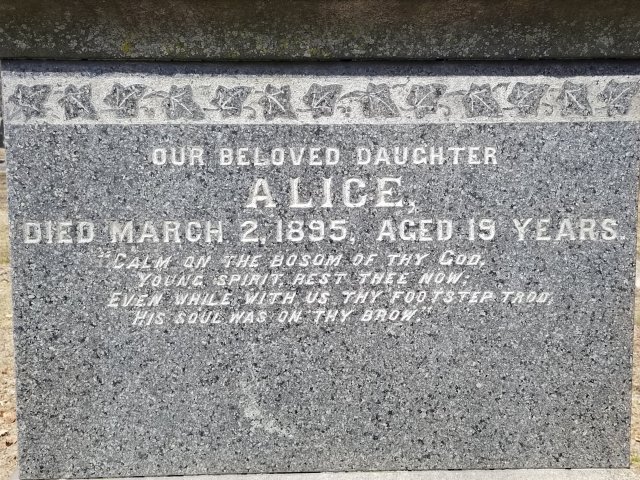 OUR BELOVED DAUGHTER
ALICE,
DIED MARCH 2, 1895, AGED 19 YEARS.
"CALM ON THE BOSOM OF THY GOD,
YOUNG SPIRIT, REST THEE NOW;
EVEN WHILE WITH US THY FOOTSTEP TROD,
HIS SOUL WAS ON THY BROW."